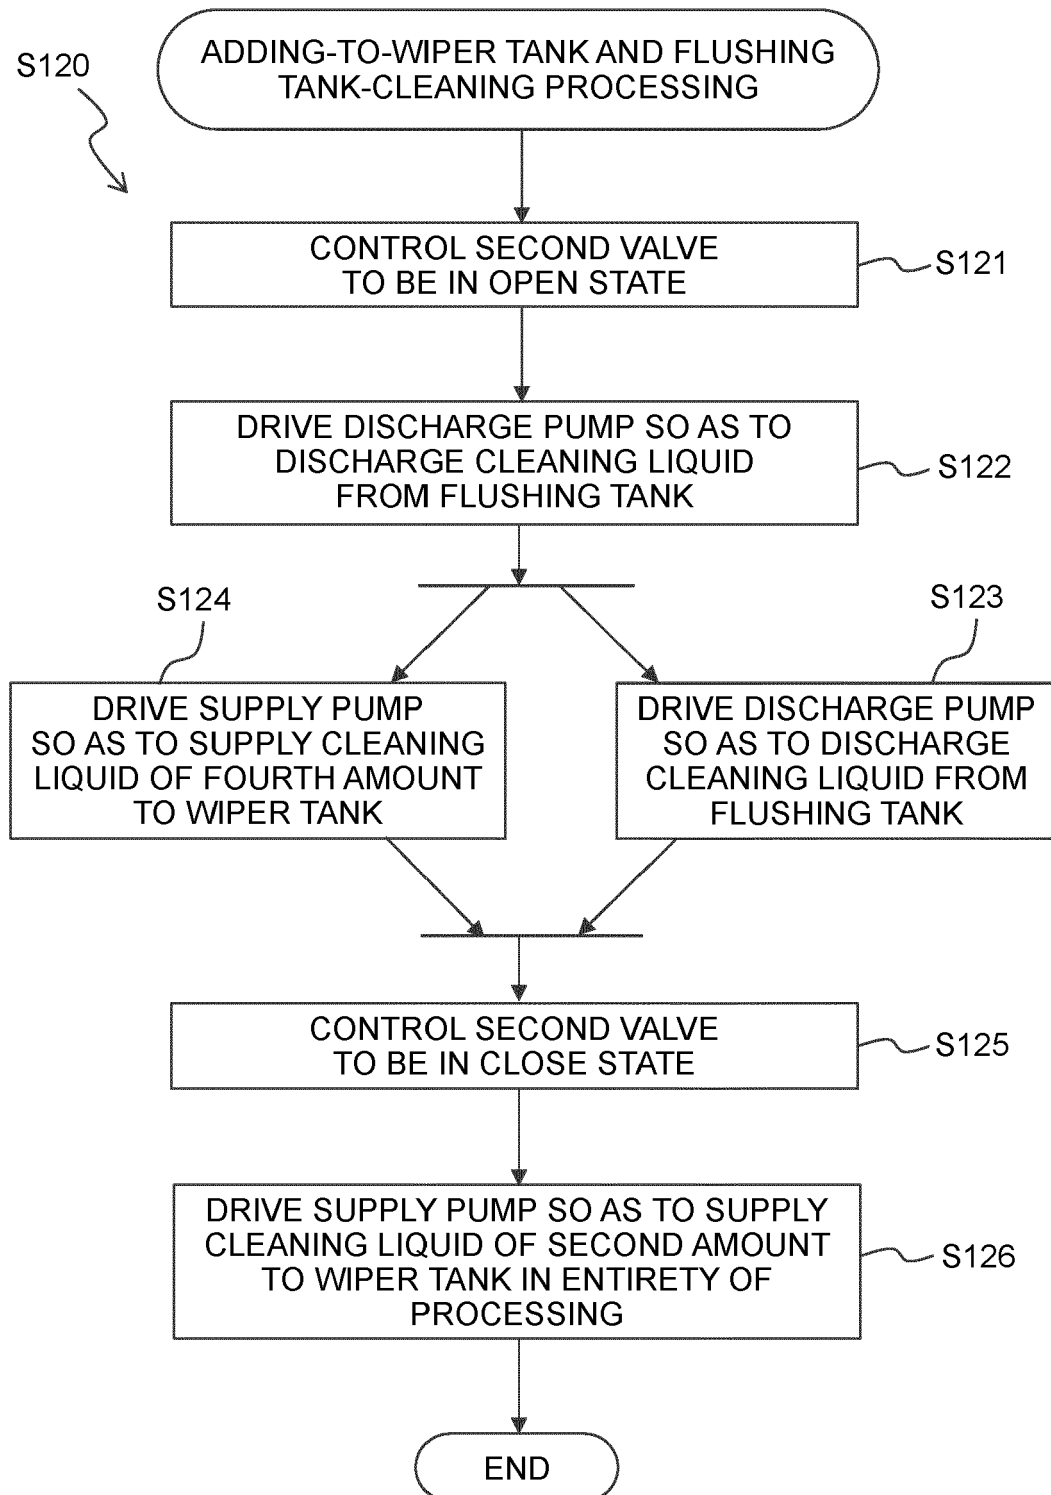 S120
ADDING-TO-WIPER TANK AND FLUSHING
TANK-CLEANING PROCESSING
CONTROL SECOND VALVE
TO BE IN OPEN STATE
S121
DRIVE DISCHARGE PUMP SO AS TO
DISCHARGE CLEANING LIQUID
FROM FLUSHING TANK
S122
S124
DRIVE SUPPLY PUMP
SO AS TO SUPPLY CLEANING
LIQUID OF FOURTH AMOUNT
TO WIPER TANK
S123
DRIVE DISCHARGE PUMP
SO AS TO DISCHARGE
CLEANING LIQUID FROM
FLUSHING TANK
CONTROL SECOND VALVE
TO BE IN CLOSE STATE
S125
DRIVE SUPPLY PUMP SO AS TO SUPPLY
CLEANING LIQUID OF SECOND AMOUNT
TO WIPER TANK IN ENTIRETY OF
PROCESSING
S126
END